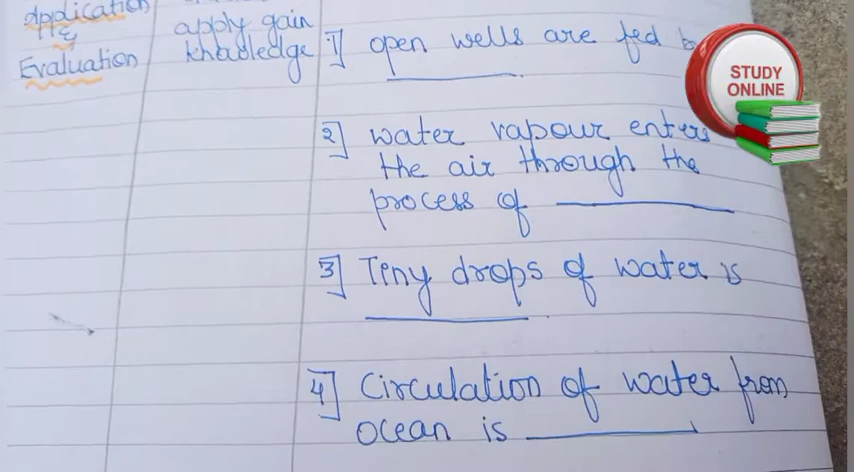 Application
&
Evaluation
apply gain
knowledge
1] open wells are fed b
2] water vapour enters
the air through the
process of
3] Tiny drops of water is
4] Circulation of water from
ocean is
STUDY
ONLINE